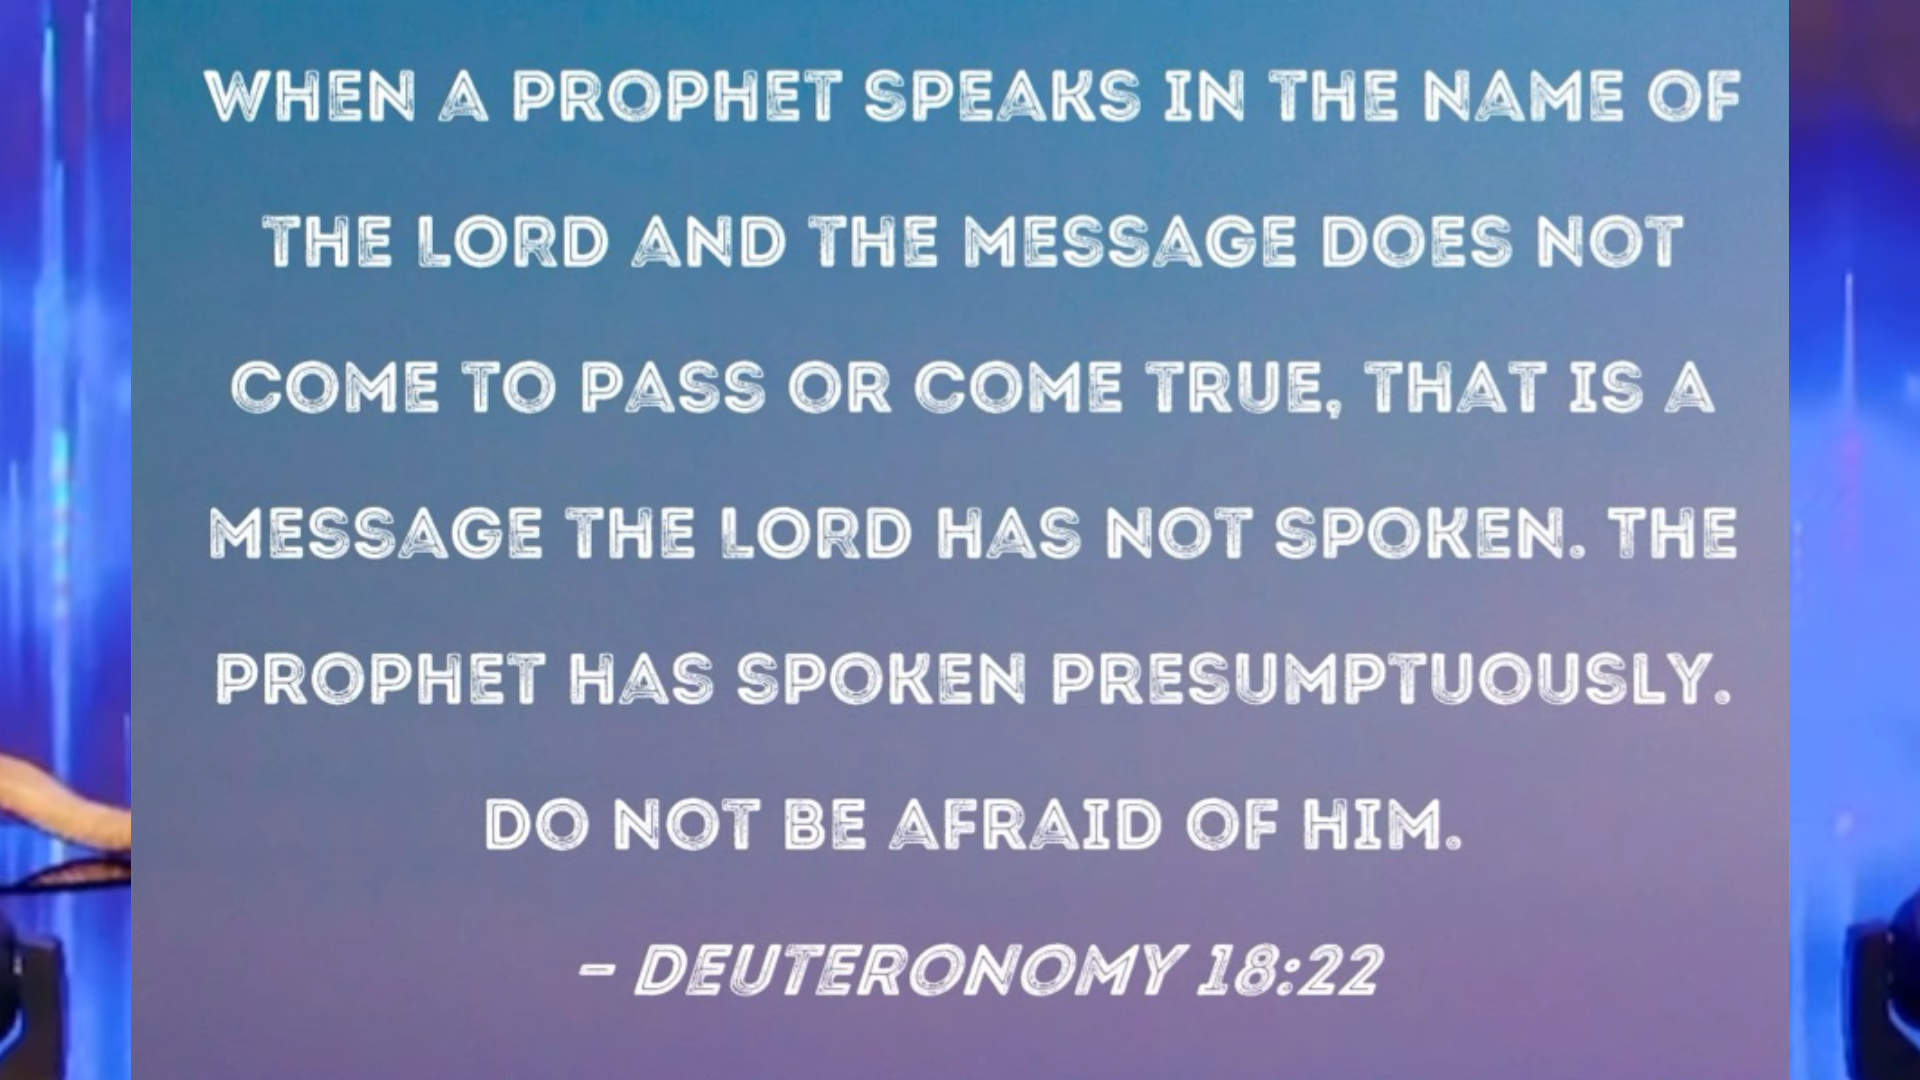 WHEN A PROPHET SPEAKS IN THE NAME OF
THE LORD AND THE MESSAGE DOES NOT
COME TO PASS OR COME TRUE, THAT IS A
MESSAGE THE LORD HAS NOT SPOKEN. THE
PROPHET HAS SPOKEN PRESUMPTUOUSLY.
DO NOT BE AFRAID OF HIM.
- DEUTERONOMY 18:22